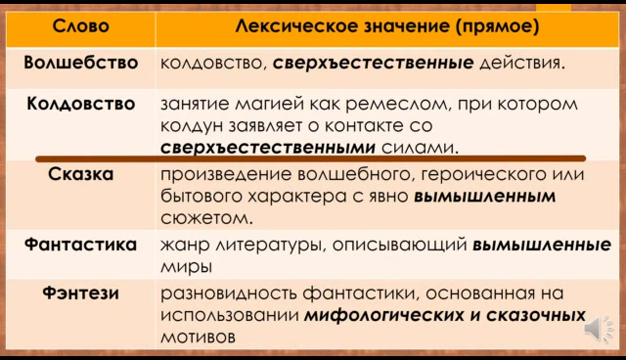 Слово Лексическое значение (прямое)
Волшебство колдовство, сверхъестественные действия.
Колдовство занятие магией как ремеслом, при котором
колдун заявляет о контакте со
сверхъестественными силами.
Сказка произведение волшебного, героического или
бытового характера с явно вымышленным
сюжетом.
Фантастика жанр литературы, описывающий вымышленные
миры
Фэнтези разновидность фантастики, основанная на
использовании мифологических и сказочных
мотивов